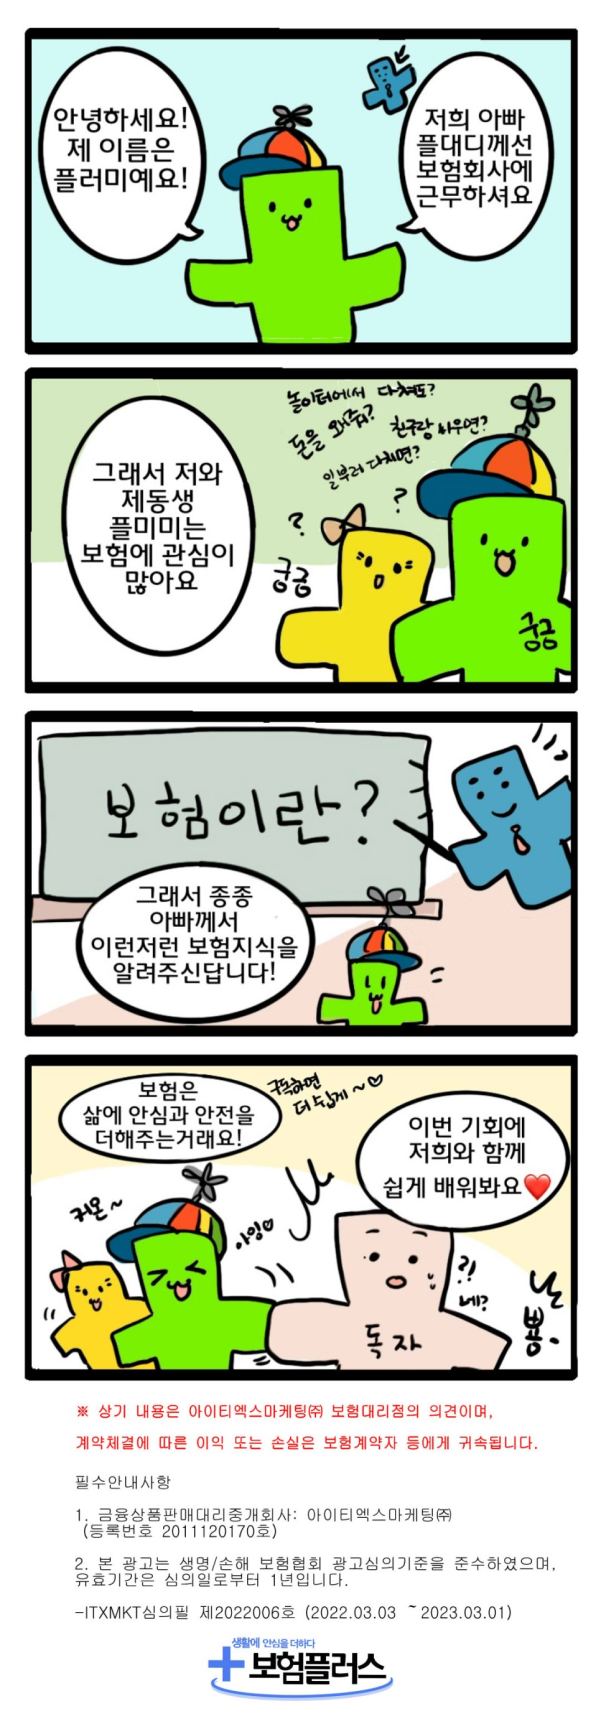 안녕하세요!
제 이름은
플러미예요!
저희 아빠
플대디께선
보험회사에
근무하셔요
놀이터에서 다쳐도?
돈을 왜줘?
친구랑 싸우면?
일부러 다치면?
그래서 저와
제동생
플미미는
보험에 관심이
많아요
?
?
궁금
궁금
보험이란?
그래서 종종
아빠께서
이런저런 보험지식을
알려주신답니다!
보험은
삶에 안심과 안전을
더해주는거래요!
구독하면
더 쉽게~♡
이번 기회에
저희와 함께
쉽게 배워봐요❤️
커몬~
아잉♡
?!
네?
독자
난
뿅.
※ 상기 내용은 아이티엑스마케팅㈜ 보험대리점의 의견이며,
계약체결에 따른 이익 또는 손실은 보험계약자 등에게 귀속됩니다.
필수안내사항
1. 금융상품판매대리중개회사: 아이티엑스마케팅㈜
(등록번호 2011120170호)
2. 본 광고는 생명/손해 보험협회 광고심의기준을 준수하였으며,
유효기간은 심의일로부터 1년입니다.
-ITXMKT심의필 제2022006호 (2022.03.03 ~2023.03.01)
생활에 안심을 더하다
보험플러스